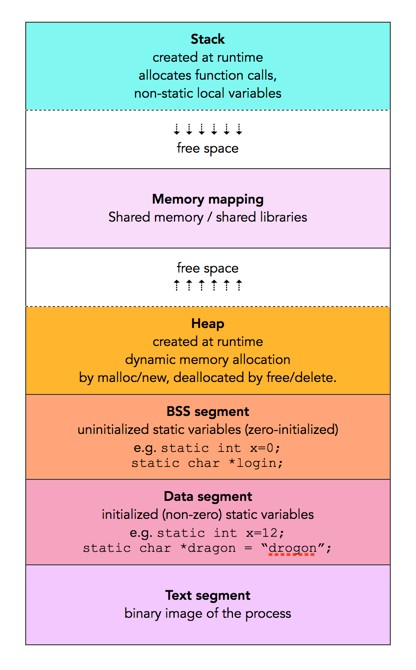 Stack
created at runtime
allocates function calls,
non-static local variables
free space
Memory mapping
Shared memory / shared libraries
free space
Heap
created at runtime
dynamic memory allocation
by malloc/new, deallocated by free/delete.
BSS segment
uninitialized static variables (zero-initialized)
e.g. static int x=0;
static char *login;
Data segment
initialized (non-zero) static variables
e.g. static int x=12;
static char *dragon = “drogon”;
Text segment
binary image of the process